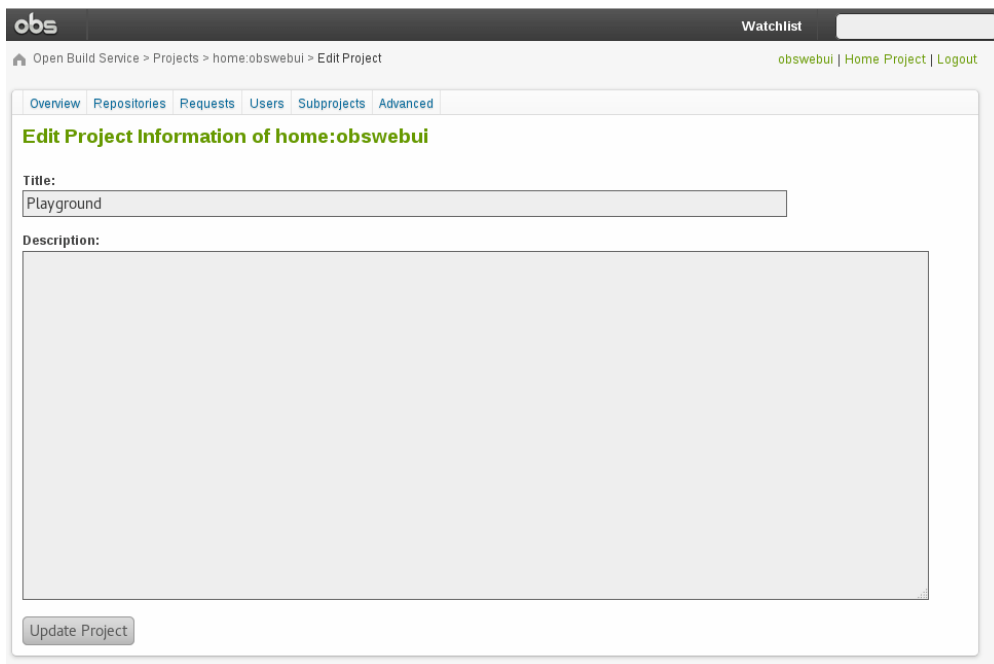 obs
Watchlist
Open Build Service > Projects > home:obswebui > Edit Project
obswebui | Home Project | Logout
Overview Repositories Requests Users Subprojects Advanced
Edit Project Information of home:obswebui
Title:
Playground
Description:
Update Project